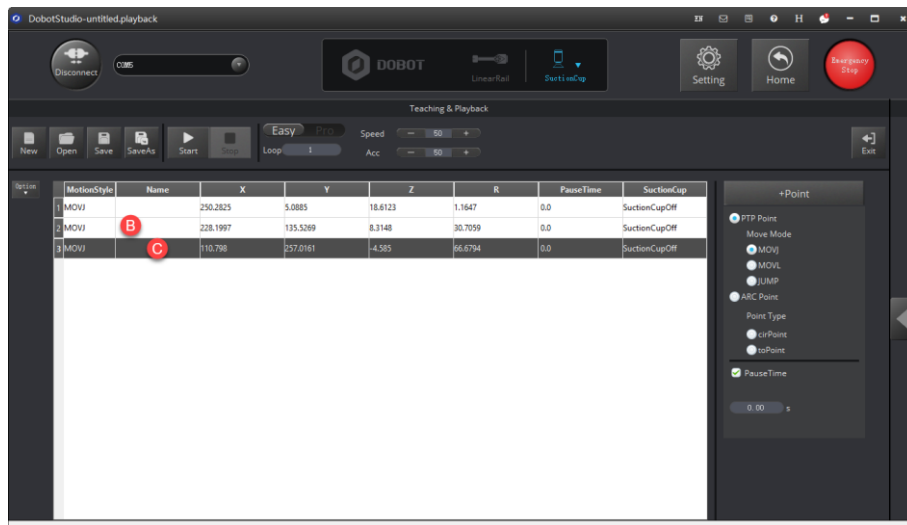 DobotStudio-untitled.playback
H
Disconnect
COM5
DOBOT
LinearRail
SuctionCup
Setting
Home
Emergency Stop
Teaching & Playback
New
Open
Save
SaveAs
Start
Stop
Easy
Pro
Loop
1
Speed
− 50 +
Acc
− 50 +
Exit
Option
MotionStyle Name X Y Z R PauseTime SuctionCup
1 MOVJ 250.2825 5.0885 18.6123 1.1647 0.0 SuctionCupOff
2 MOVJ B 228.1997 135.5269 8.3148 30.7059 0.0 SuctionCupOff
3 MOVJ C 110.798 257.0161 -4.585 66.6794 0.0 SuctionCupOff
+Point
PTP Point
Move Mode
MOVJ
MOVL
JUMP
ARC Point
Point Type
cirPoint
toPoint
PauseTime
0.00 s